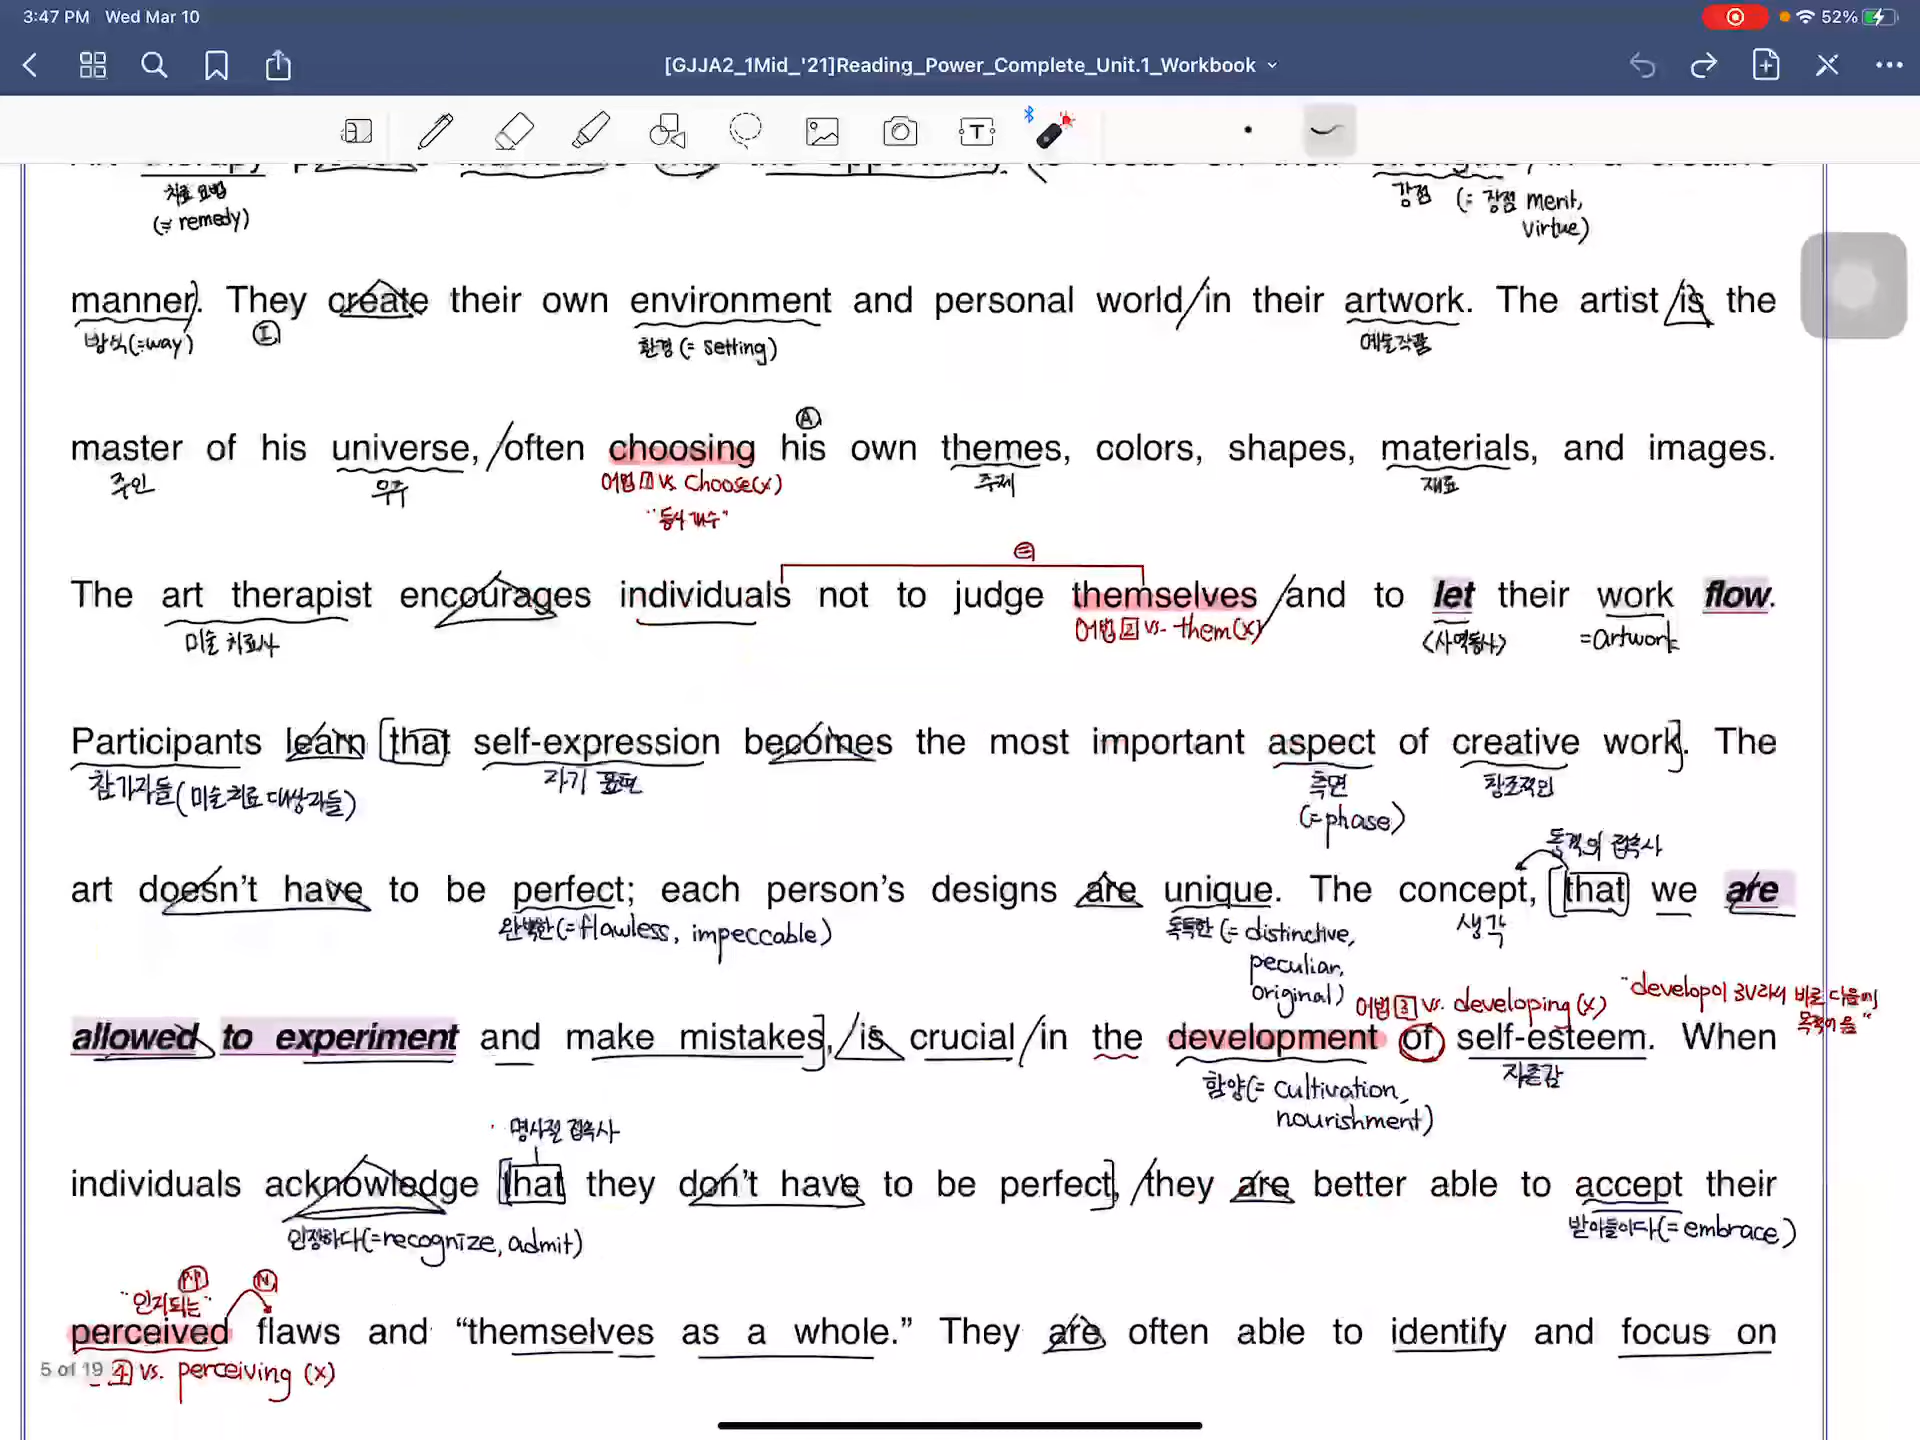 3:47 PM Wed Mar 10
52%
[GJJA2_1Mid_'21]Reading_Power_Complete_Unit.1_Workbook
치료 요법
(= remedy)
강점 (= 장점 merit,
virtue)
manner. They create their own environment and personal world in their artwork. The artist is the
방식(=way) I 환경(= setting) 예술작품
A
master of his universe, often choosing his own themes, colors, shapes, materials, and images.
주인 우주 어법 1 vs. choose(x) 주제 재료
"동사 개수"
=
The art therapist encourages individuals not to judge themselves and to let their work flow.
미술 치료사 어법 2 vs. them(x) <사역동사> =artwork
Participants learn that self-expression becomes the most important aspect of creative work. The
참가자들(미술치료 대상자들) 자기 표현 측면 창조적인
(=phase)
동격의 접속사
art doesn't have to be perfect; each person's designs are unique. The concept, that we are
완벽한(=flawless, impeccable) 독특한(= distinctive, 생각
peculiar,
original) 어법 3 vs. developing (x) "develop이 3V라서 바로 다음에
목적어 올"
allowed to experiment and make mistakes, is crucial in the development of self-esteem. When
함양(= cultivation, 자존감
nourishment)
명사절 접속사
individuals acknowledge that they don't have to be perfect, they are better able to accept their
인정하다(=recognize, admit) 받아들이다(= embrace)
P.P N
"인지되는"
perceived flaws and “themselves as a whole.” They are often able to identify and focus on
5 of 19 4 vs. perceiving (x)